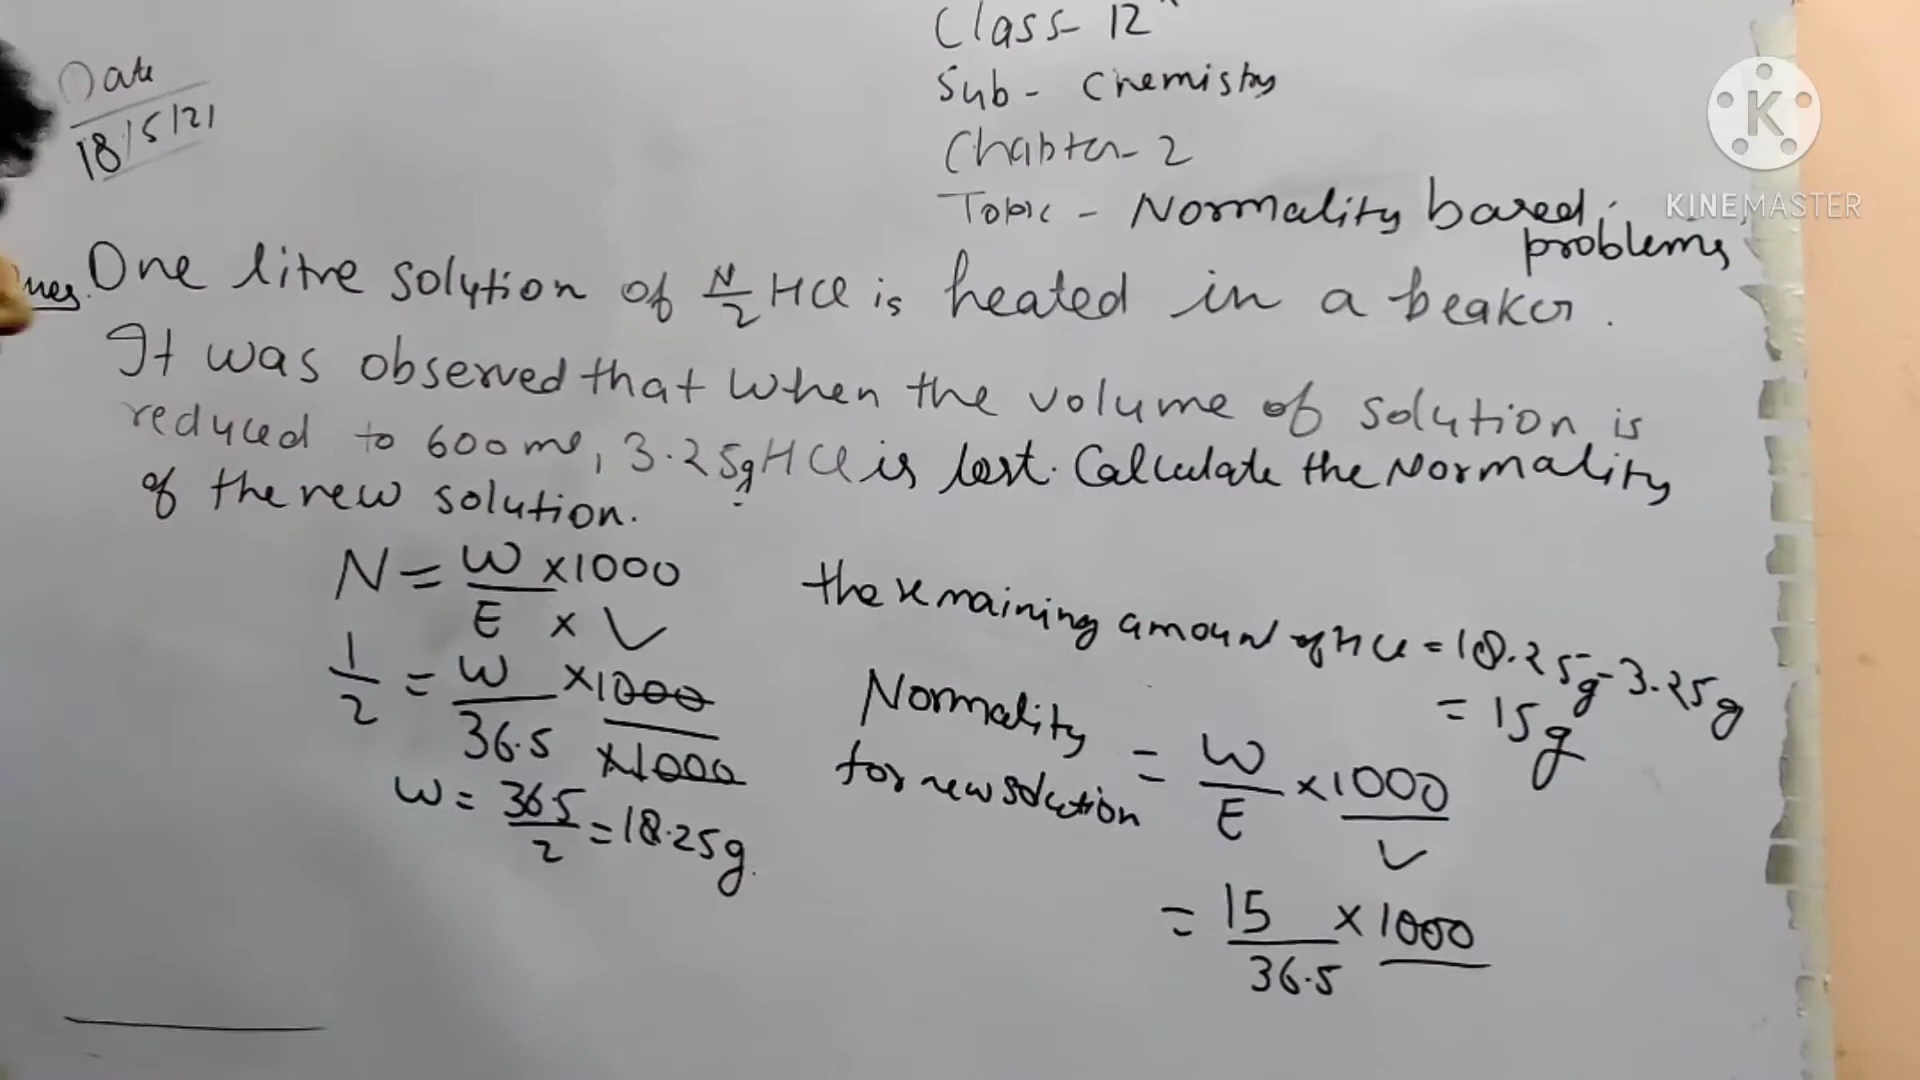 Date
18/5/21
Class- 12
Sub- Chemistry
Chapter- 2
Topic - Normality based
problems
K
KINEMASTER
Ques. One litre solution of N/2 HCl is heated in a beaker.
It was observed that when the volume of solution is
reduced to 600 ml, 3.25g HCl is lost. Calculate the Normality
of the new solution.
N = W × 1000
E × V
1/2 = W × 1000
36.5 × 1000
W = 36.5/2 = 18.25g.
the remaining amount of HCl = 18.25g - 3.25g
= 15g
Normality
for new solution = W/E × 1000/V
= 15/36.5 × 1000